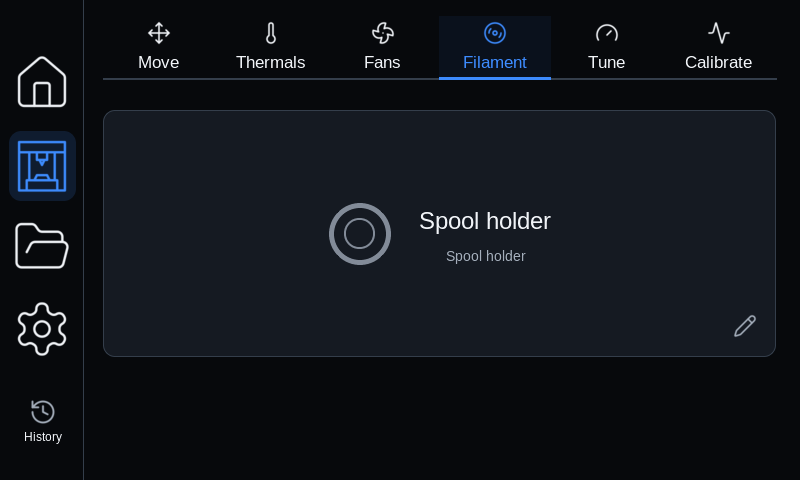 Move
Thermals
Fans
Filament
Tune
Calibrate
Spool holder
Spool holder
History